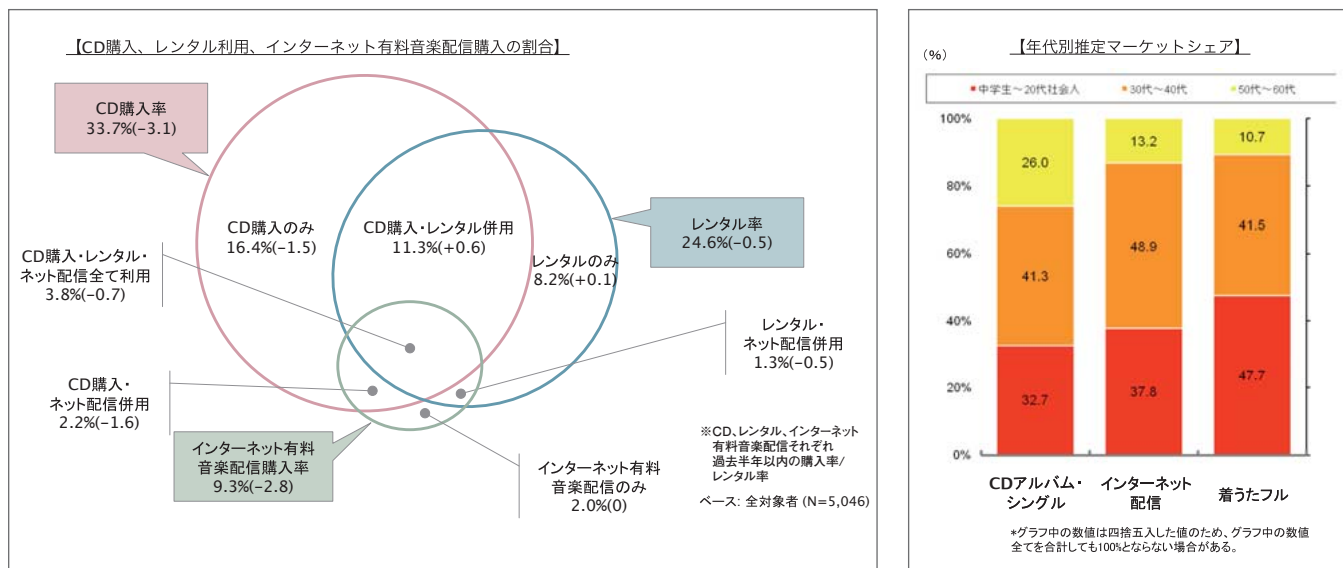 【CD購入、レンタル利用、インターネット有料音楽配信購入の割合】
CD購入率
33.7%(-3.1)
CD購入のみ
16.4%(-1.5)
CD購入・レンタル併用
11.3%(+0.6)
レンタル率
24.6%(-0.5)
レンタルのみ
8.2%(+0.1)
CD購入・レンタル・
ネット配信全て利用
3.8%(-0.7)
レンタル・
ネット配信併用
1.3%(-0.5)
CD購入・
ネット配信併用
2.2%(-1.6)
インターネット有料
音楽配信購入率
9.3%(-2.8)
インターネット有料
音楽配信のみ
2.0%(0)
※CD、レンタル、インターネット
有料音楽配信それぞれ
過去半年以内の購入率/
レンタル率
ベース: 全対象者 (N=5,046)
【年代別推定マーケットシェア】
(%)
中学生～20代社会人 30代～40代 50代～60代
100%
80%
60%
40%
20%
0%
26.0
41.3
32.7
13.2
48.9
37.8
10.7
41.5
47.7
CDアルバム・
シングル
インターネット
配信
着うたフル
*グラフ中の数値は四捨五入した値のため、グラフ中の数値
全てを合計しても100%とならない場合がある。